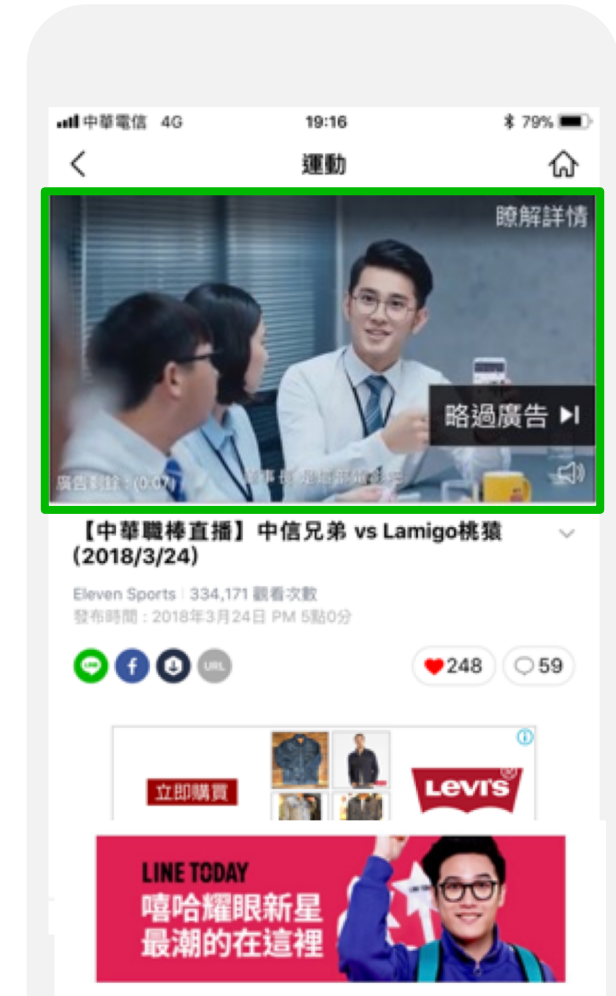 中華電信 4G 19:16 79%
運動
瞭解詳情
略過廣告
廣告剩餘：(0:07)
【中華職棒直播】中信兄弟 vs Lamigo桃猿
(2018/3/24)
Eleven Sports | 334,171 觀看次數
發布時間：2018年3月24日 PM 5點0分
LINE
f
URL
248
59
立即購買
LEVI'S®
LINE TODAY
嘻哈耀眼新星
最潮的在這裡